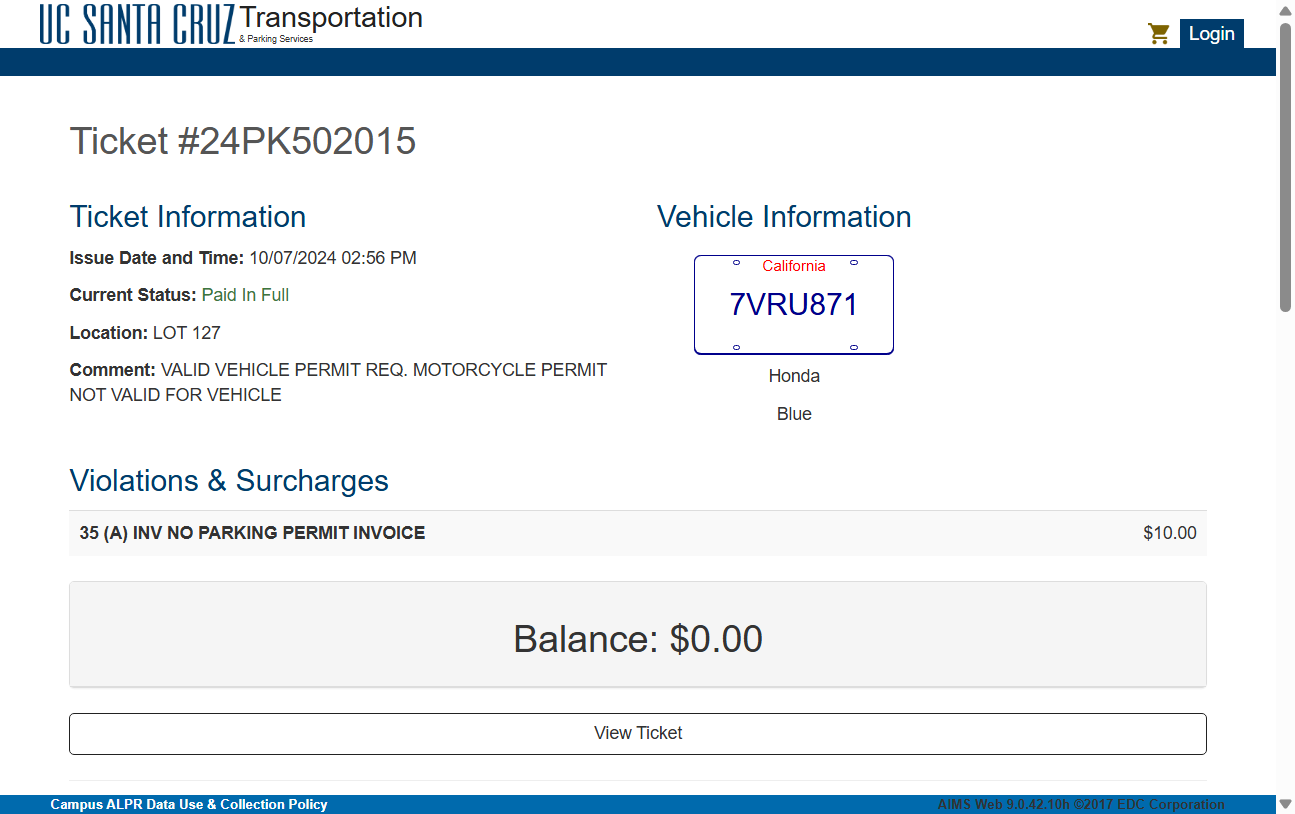 UC SANTA CRUZ Transportation
& Parking Services
Login
Ticket #24PK502015
Ticket Information
Issue Date and Time: 10/07/2024 02:56 PM
Current Status: Paid In Full
Location: LOT 127
Comment: VALID VEHICLE PERMIT REQ. MOTORCYCLE PERMIT
NOT VALID FOR VEHICLE
Vehicle Information
California
7VRU871
Honda
Blue
Violations & Surcharges
35 (A) INV NO PARKING PERMIT INVOICE $10.00
Balance: $0.00
View Ticket
Campus ALPR Data Use & Collection Policy AIMS Web 9.0.42.10h ©2017 EDC Corporation